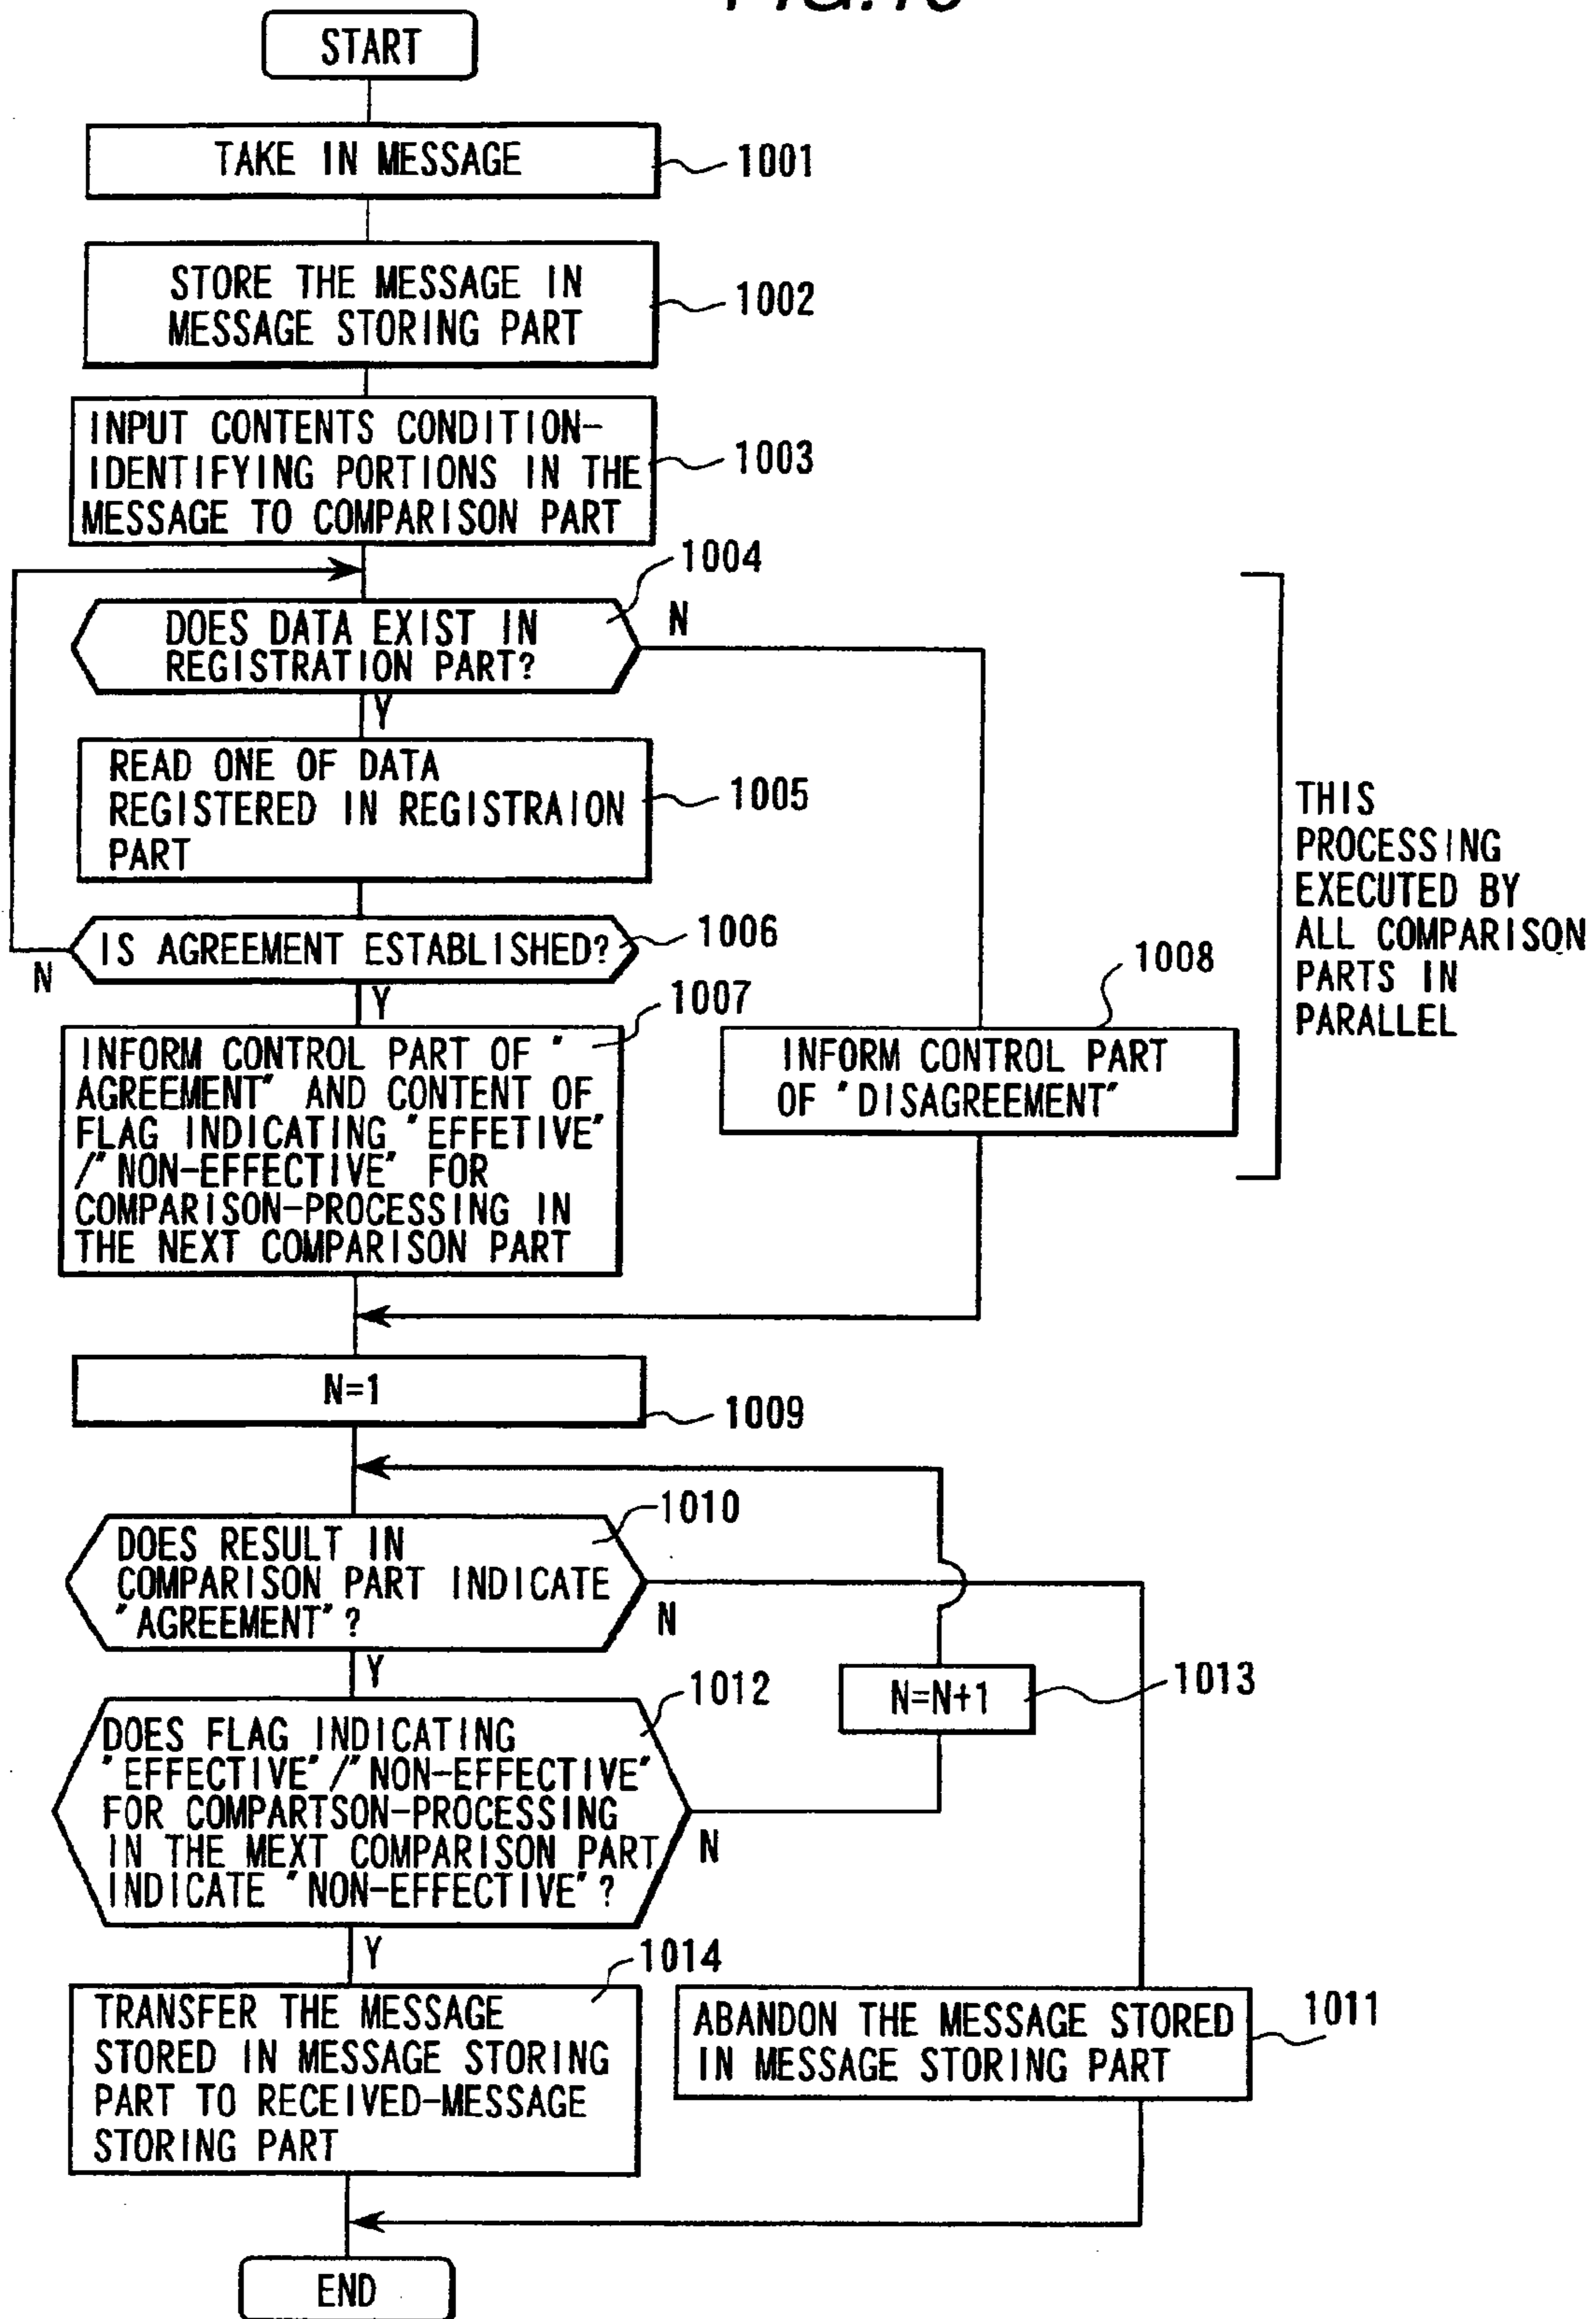 START
TAKE IN MESSAGE
1001
STORE THE MESSAGE IN
MESSAGE STORING PART
1002
INPUT CONTENTS CONDITION-
IDENTIFYING PORTIONS IN THE
MESSAGE TO COMPARISON PART
1003
1004
DOES DATA EXIST IN
REGISTRATION PART?
N
Y
READ ONE OF DATA
REGISTERED IN REGISTRAION
PART
1005
IS AGREEMENT ESTABLISHED?
1006
N
Y
1007
INFORM CONTROL PART OF "
AGREEMENT" AND CONTENT OF
FLAG INDICATING "EFFETIVE"
/"NON-EFFECTIVE" FOR
COMPARISON-PROCESSING IN
THE NEXT COMPARISON PART
1008
INFORM CONTROL PART
OF "DISAGREEMENT"
THIS
PROCESSING
EXECUTED BY
ALL COMPARISON
PARTS IN
PARALLEL
N=1
1009
1010
DOES RESULT IN
COMPARISON PART INDICATE
"AGREEMENT"?
N
Y
1012
DOES FLAG INDICATING
"EFFECTIVE"/"NON-EFFECTIVE"
FOR COMPARTSON-PROCESSING
IN THE MEXT COMPARISON PART
INDICATE "NON-EFFECTIVE"?
N
N=N+1
1013
Y
1014
TRANSFER THE MESSAGE
STORED IN MESSAGE STORING
PART TO RECEIVED-MESSAGE
STORING PART
ABANDON THE MESSAGE STORED
IN MESSAGE STORING PART
1011
END